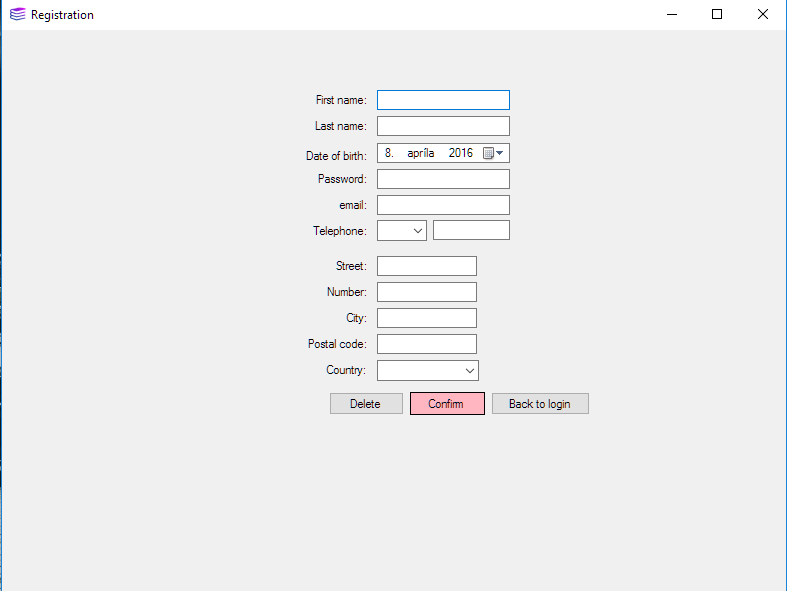 Registration
First name:
Last name:
Date of birth: 8. apríla 2016
Password:
email:
Telephone:
Street:
Number:
City:
Postal code:
Country:
Delete Confirm Back to login